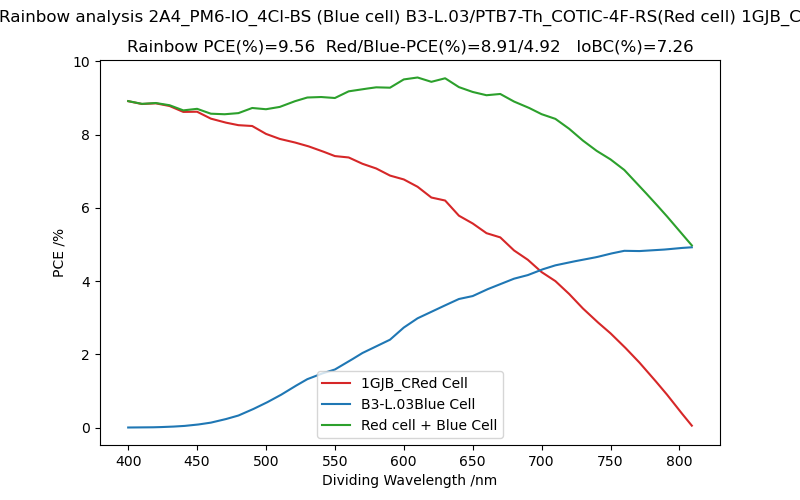 Rainbow analysis 2A4_PM6-IO_4Cl-BS (Blue cell) B3-L.03/PTB7-Th_COTIC-4F-RS(Red cell) 1GJB_C
Rainbow PCE(%)=9.56 Red/Blue-PCE(%)=8.91/4.92 IoBC(%)=7.26
10
8
6
4
2
0
PCE /%
1GJB_CRed Cell
B3-L.03Blue Cell
Red cell + Blue Cell
400 450 500 550 600 650 700 750 800
Dividing Wavelength /nm